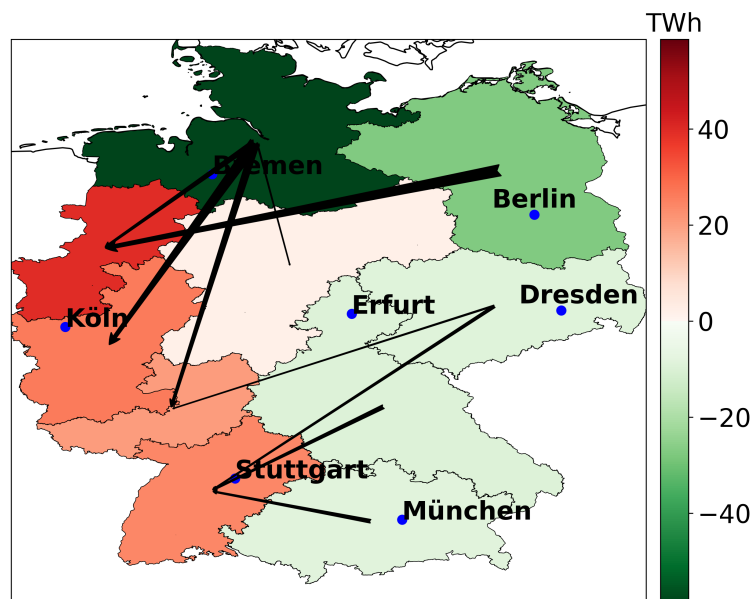 TWh
Bremen
Berlin
Köln
Erfurt
Dresden
Stuttgart
München
40
20
0
−20
−40